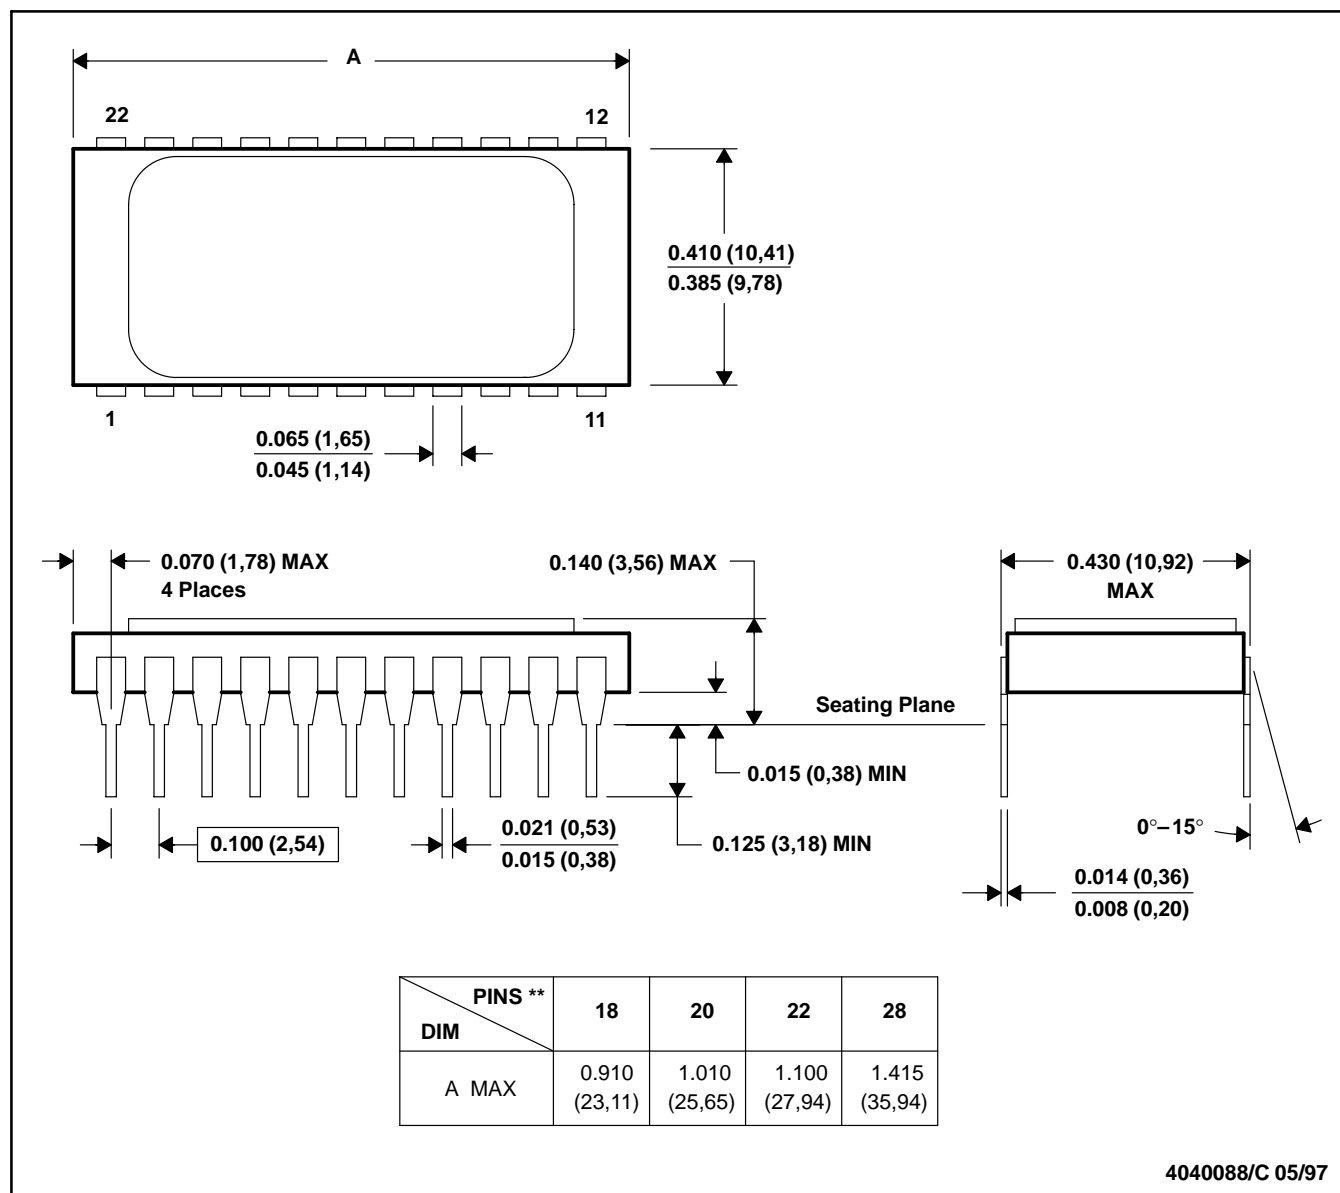 A
22
12
0.410 (10,41)
0.385 (9,78)
1
11
0.065 (1,65)
0.045 (1,14)
0.070 (1,78) MAX
4 Places
0.140 (3,56) MAX
0.430 (10,92)
MAX
Seating Plane
0.015 (0,38) MIN
0.100 (2,54)
0.021 (0,53)
0.015 (0,38)
0.125 (3,18) MIN
0°–15°
0.014 (0,36)
0.008 (0,20)
PINS ** 18 20 22 28
DIM
A MAX 0.910 1.010 1.100 1.415
(23,11) (25,65) (27,94) (35,94)
4040088/C 05/97